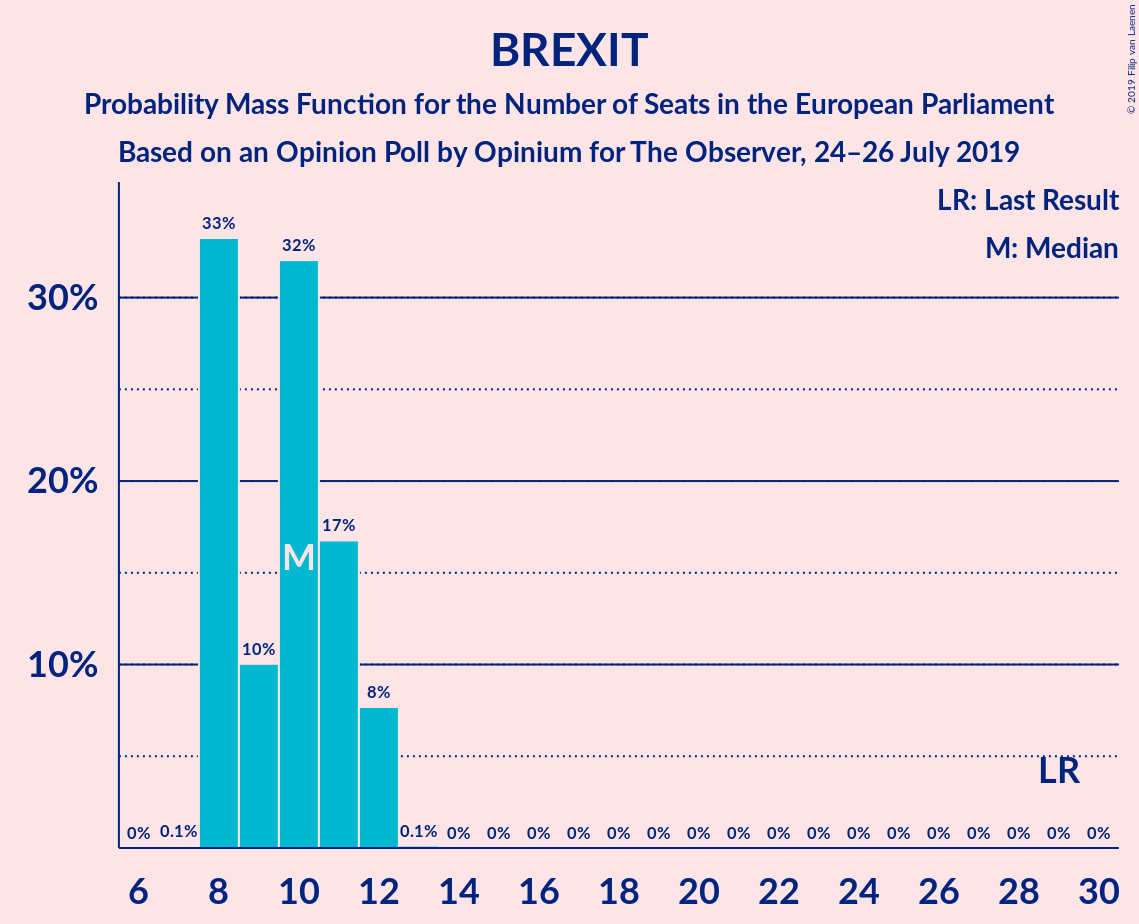 BREXIT
Probability Mass Function for the Number of Seats in the European Parliament
Based on an Opinion Poll by Opinium for The Observer, 24–26 July 2019
© 2019 Filip van Laenen
LR: Last Result
M: Median
33%
32%
30%
20%
17%
M
10%
10%
8%
LR
0% 0.1% 0.1% 0% 0% 0% 0% 0% 0% 0% 0% 0% 0% 0% 0% 0% 0% 0% 0% 0%
6 8 10 12 14 16 18 20 22 24 26 28 30